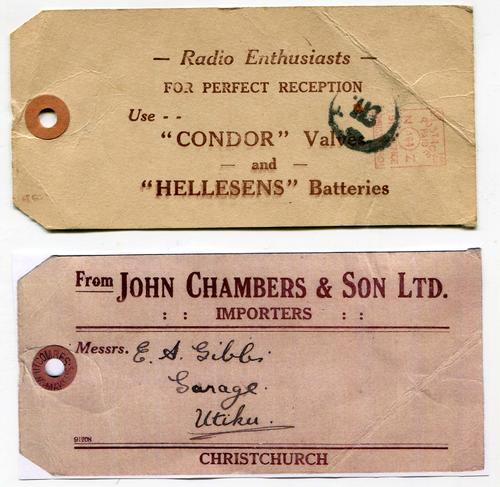 — Radio Enthusiasts —
FOR PERFECT RECEPTION
Use - -
"CONDOR" Valves
— and —
"HELLESENS" Batteries
From JOHN CHAMBERS & SON LTD.
: : IMPORTERS : :
Messrs. E. A. Gibbs
Garage.
Utiku.
91208
CHRISTCHURCH